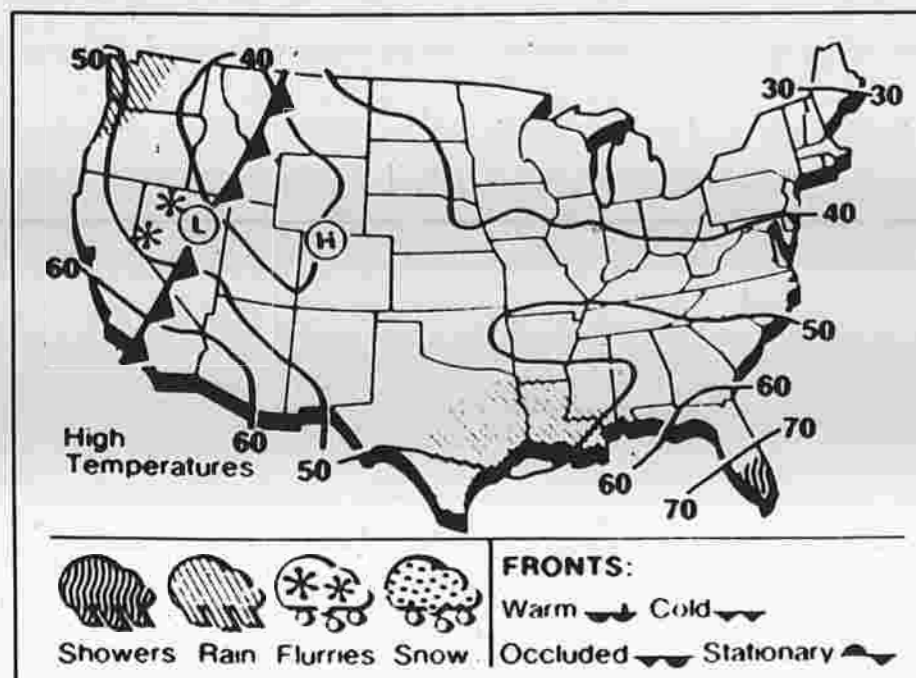 50
40
30
30
L
H
40
60
50
60
High
Temperatures
60
50
60
70
70
Showers Rain Flurries Snow
FRONTS:
Warm Cold
Occluded Stationary